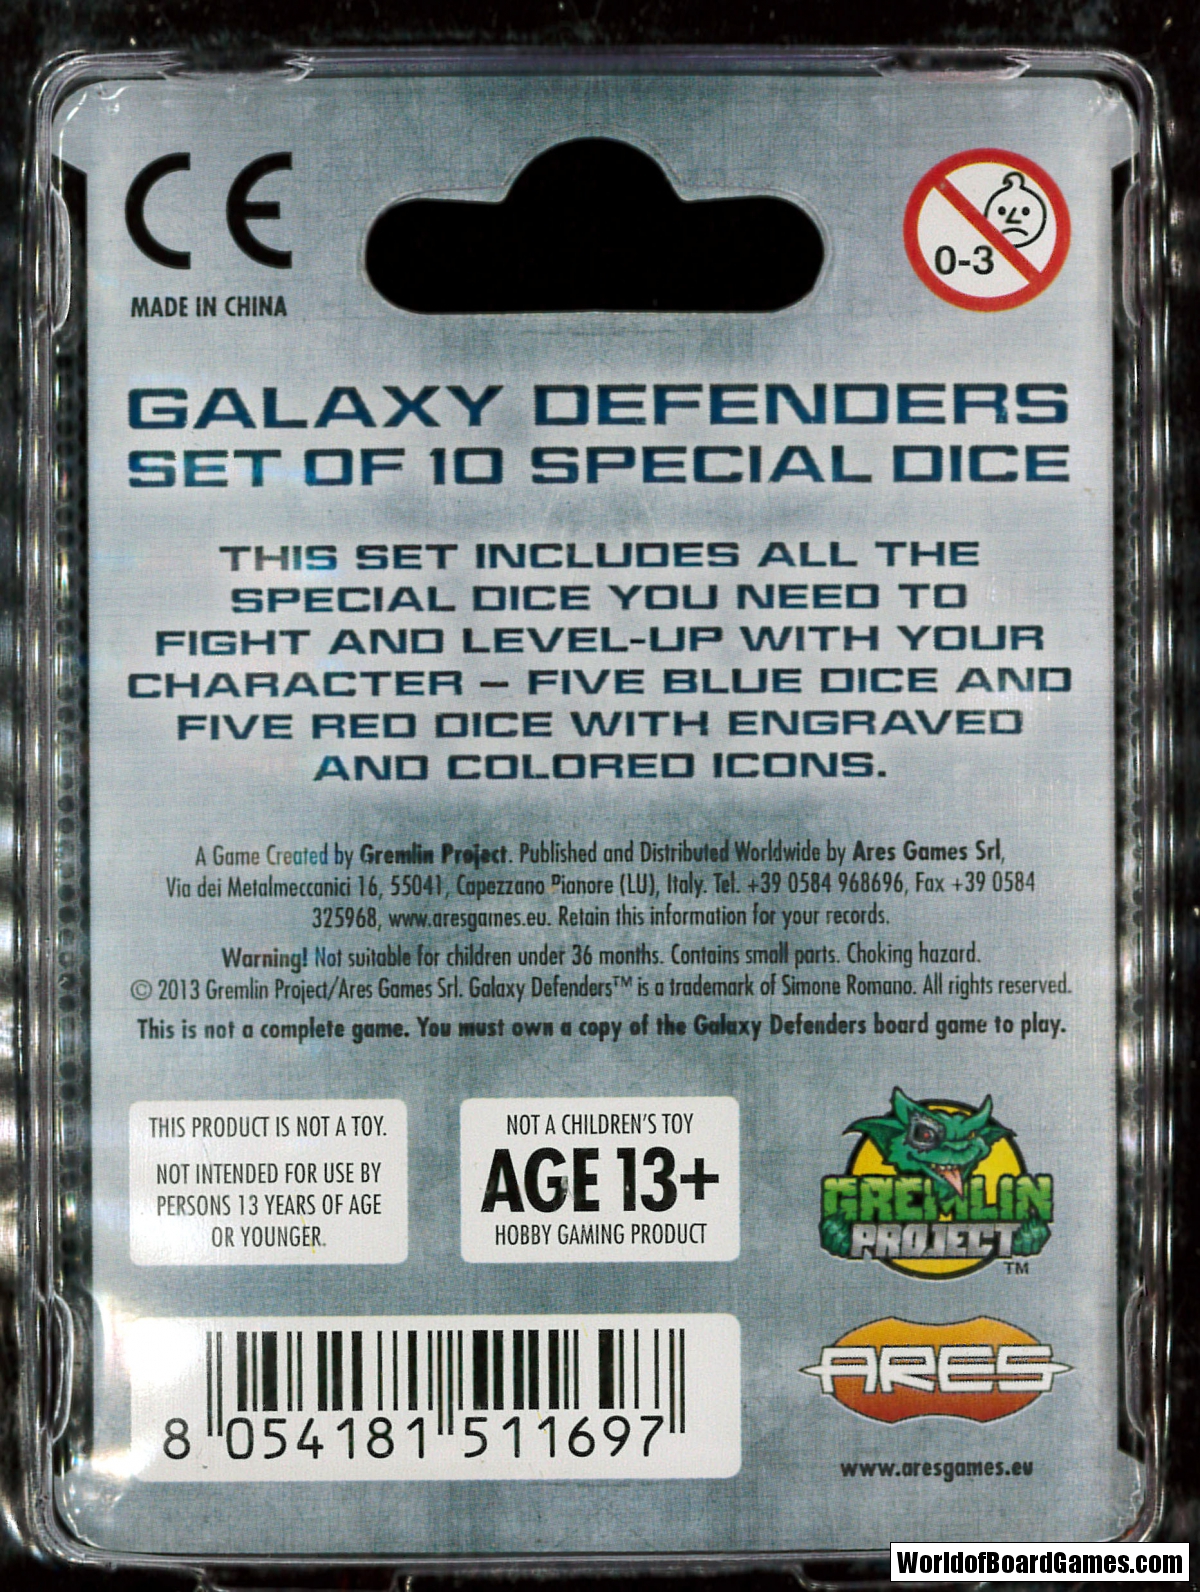 CE
MADE IN CHINA
0-3
GALAXY DEFENDERS
SET OF 10 SPECIAL DICE
THIS SET INCLUDES ALL THE
SPECIAL DICE YOU NEED TO
FIGHT AND LEVEL-UP WITH YOUR
CHARACTER – FIVE BLUE DICE AND
FIVE RED DICE WITH ENGRAVED
AND COLORED ICONS.
A Game Created by Gremlin Project. Published and Distributed Worldwide by Ares Games Srl,
Via dei Metalmeccanici 16, 55041, Capezzano Pianore (LU), Italy. Tel. +39 0584 968696, Fax +39 0584
325968, www.aresgames.eu. Retain this information for your records.
Warning! Not suitable for children under 36 months. Contains small parts. Choking hazard.
© 2013 Gremlin Project/Ares Games Srl. Galaxy Defenders™ is a trademark of Simone Romano. All rights reserved.
This is not a complete game. You must own a copy of the Galaxy Defenders board game to play.
THIS PRODUCT IS NOT A TOY.
NOT INTENDED FOR USE BY
PERSONS 13 YEARS OF AGE
OR YOUNGER.
NOT A CHILDREN'S TOY
AGE 13+
HOBBY GAMING PRODUCT
GREMLIN
PROJECT
TM
8 054181 511697
ARES
www.aresgames.eu
WorldofBoardGames.com